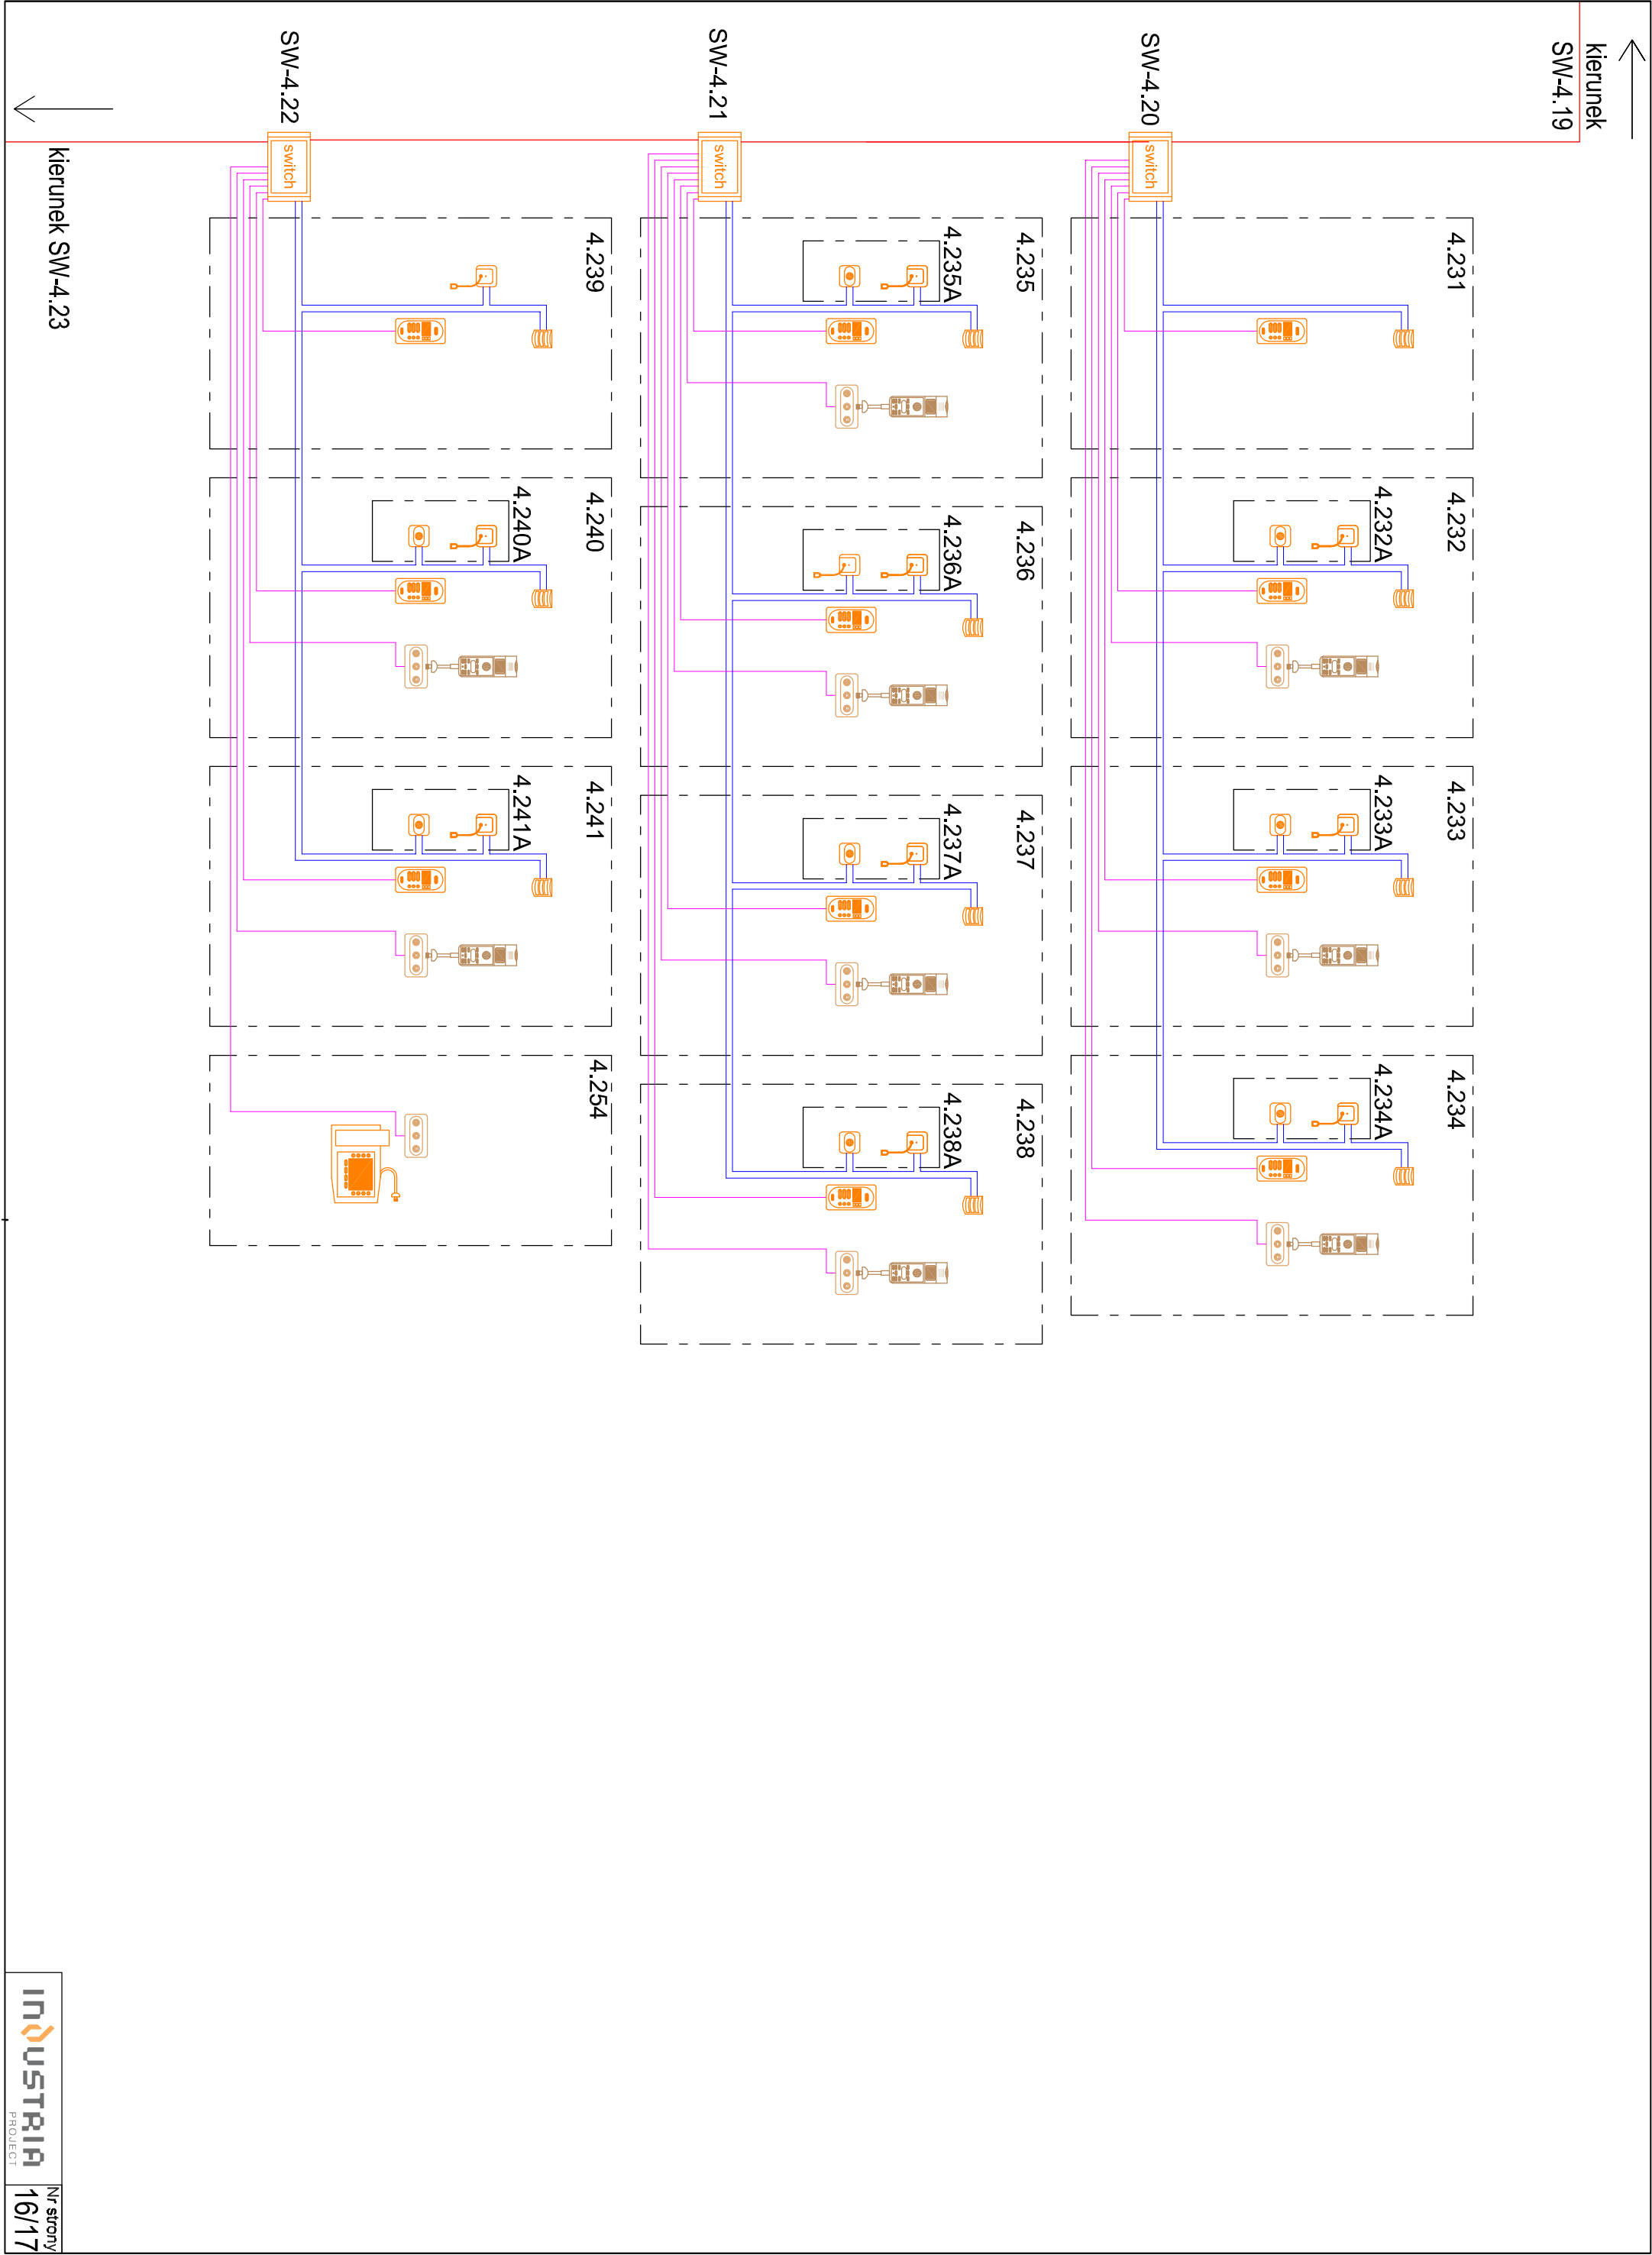 kierunek
SW-4.19
SW-4.20
switch
4.231
4.232
4.232A
4.233
4.233A
4.234
4.234A
SW-4.21
switch
4.235
4.235A
4.236
4.236A
4.237
4.237A
4.238
4.238A
SW-4.22
switch
4.239
4.240
4.240A
4.241
4.241A
4.254
kierunek SW-4.23
INDUSTRIA
PROJECT
Nr strony
16/17